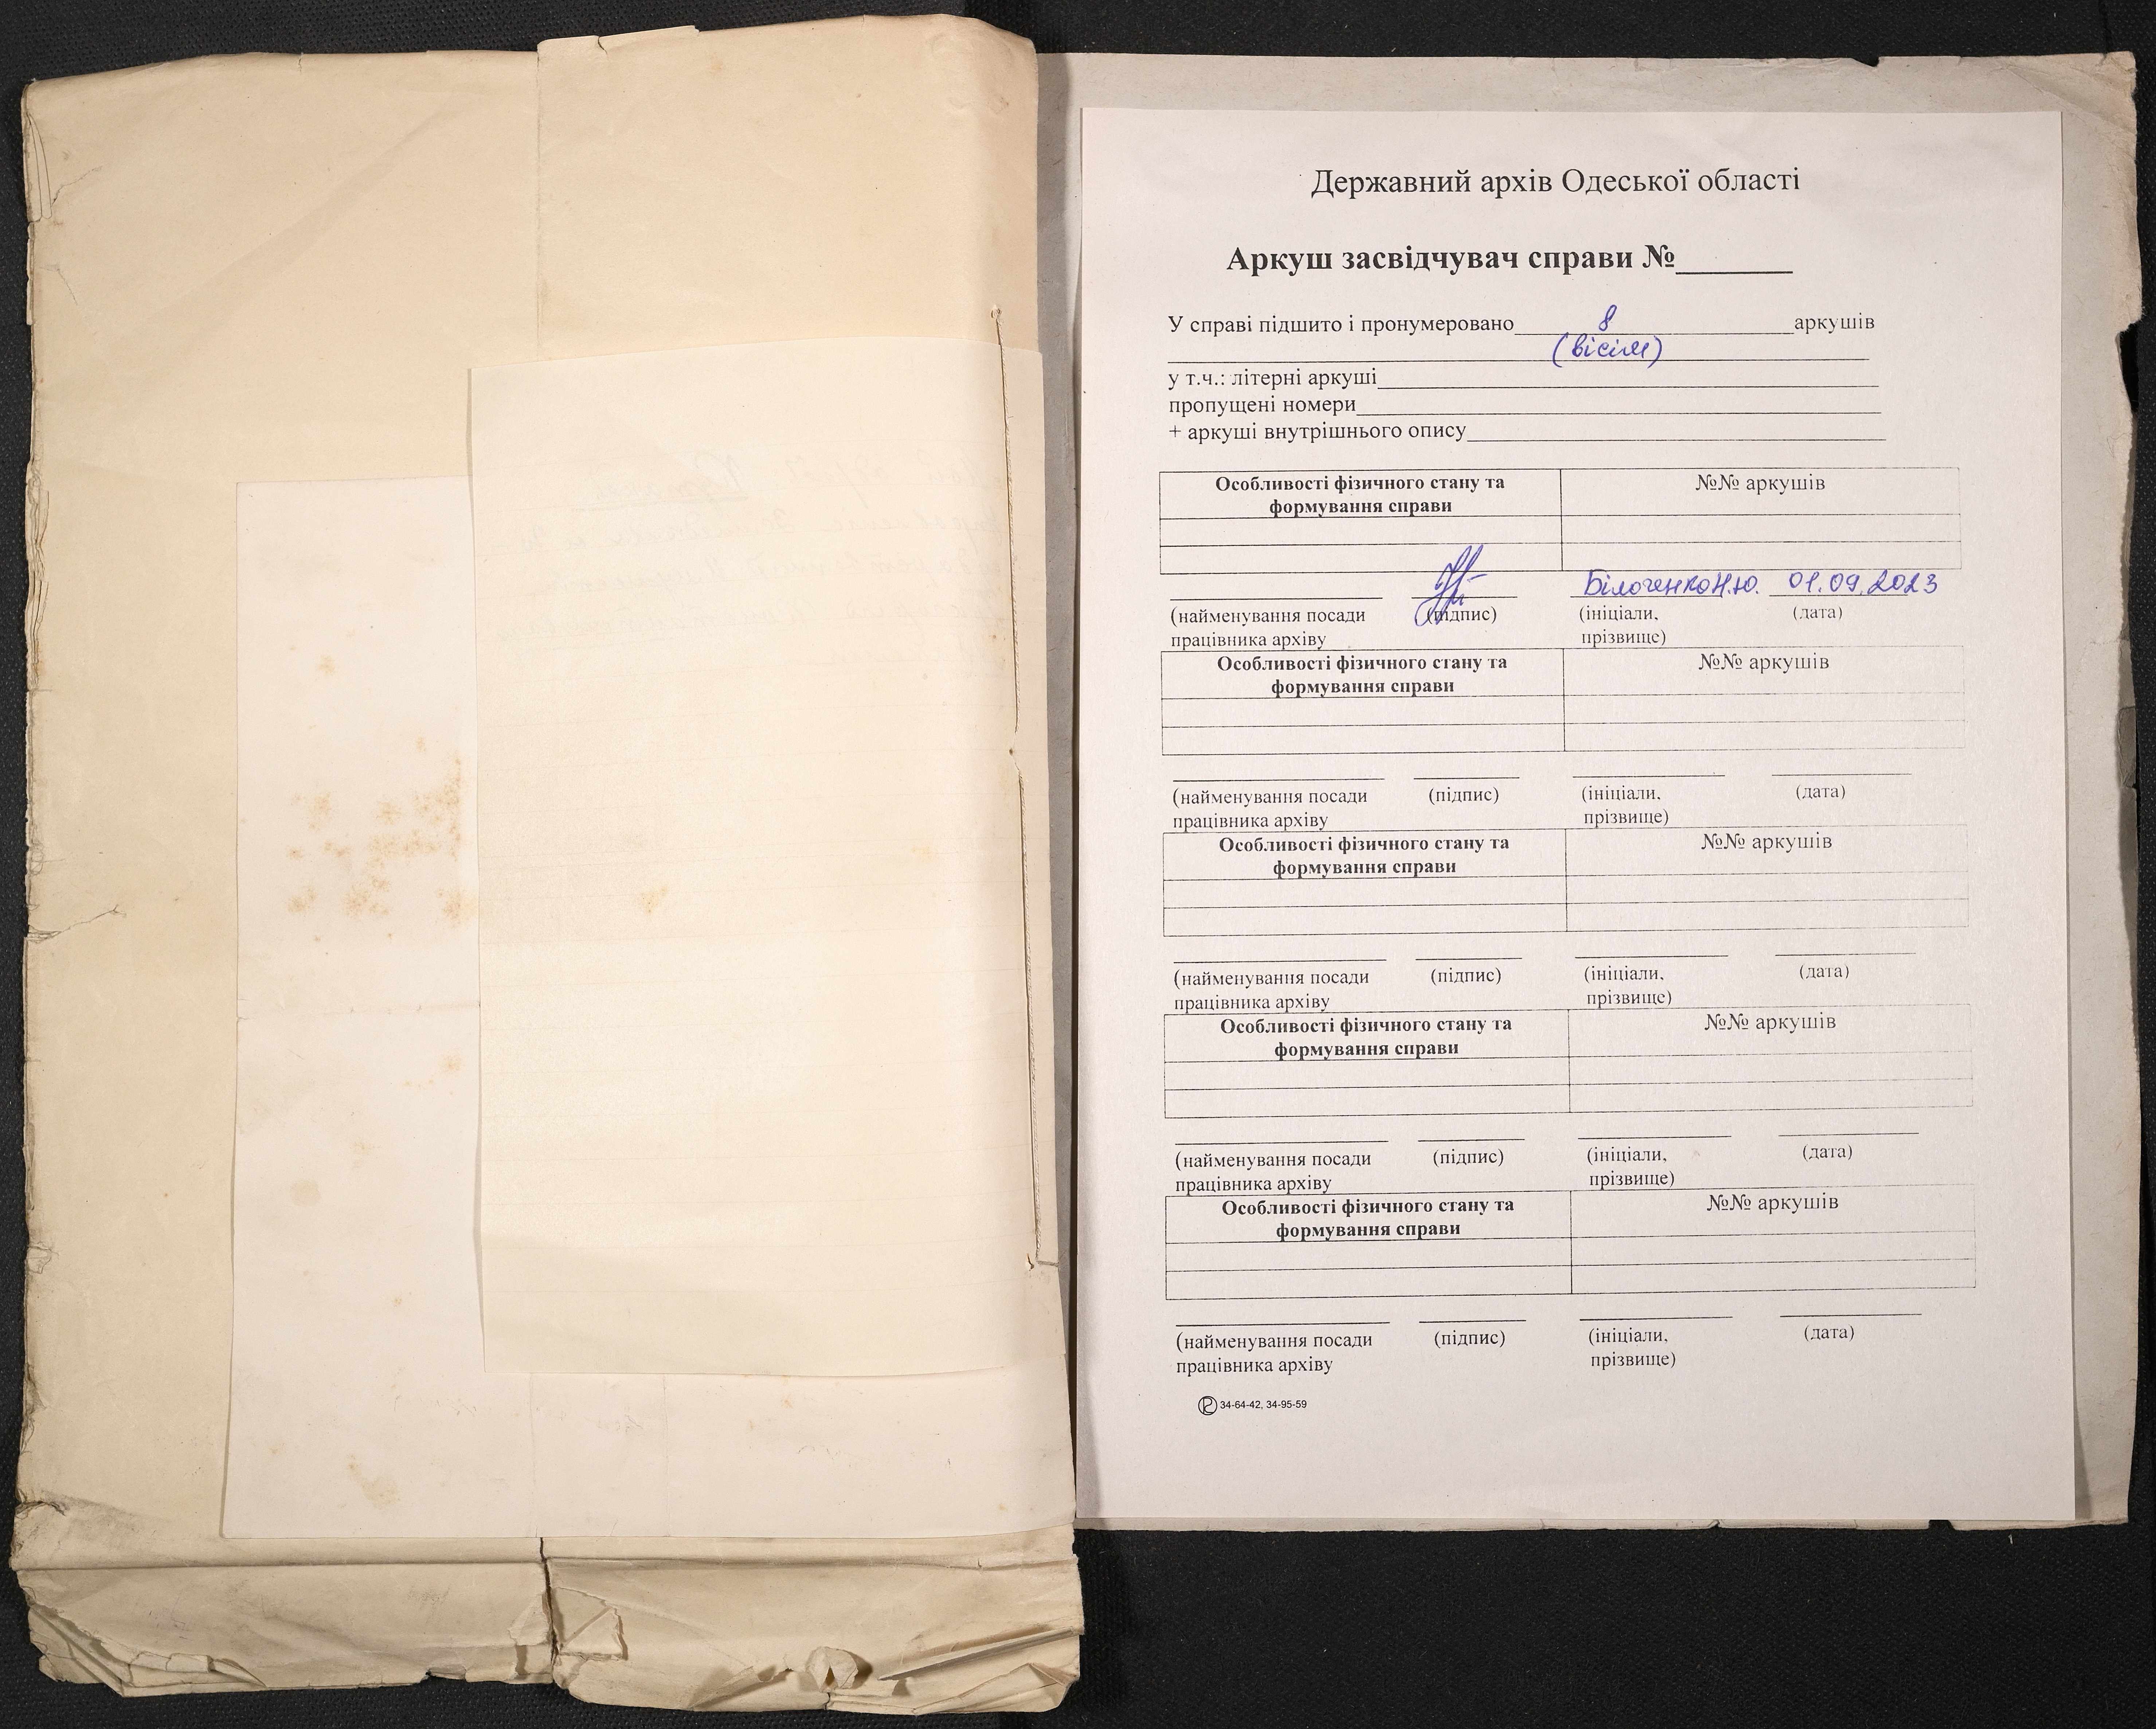 Державний архів Одеської області
Аркуш засвідчувач справи №______
У справі підшито і пронумеровано 8 аркушів
(вісім)
у т.ч.: літерні аркуші
пропущені номери
+ аркуші внутрішнього опису
Особливості фізичного стану та формування справи №№ аркушів
Білоченко Н.Ю. 01.09.2023
(найменування посади (підпис) (ініціали, (дата)
працівника архіву прізвище)
Особливості фізичного стану та формування справи №№ аркушів
(найменування посади (підпис) (ініціали, (дата)
працівника архіву прізвище)
Особливості фізичного стану та формування справи №№ аркушів
(найменування посади (підпис) (ініціали, (дата)
працівника архіву прізвище)
Особливості фізичного стану та формування справи №№ аркушів
(найменування посади (підпис) (ініціали, (дата)
працівника архіву прізвище)
Особливості фізичного стану та формування справи №№ аркушів
(найменування посади (підпис) (ініціали, (дата)
працівника архіву прізвище)
34-64-42, 34-95-59